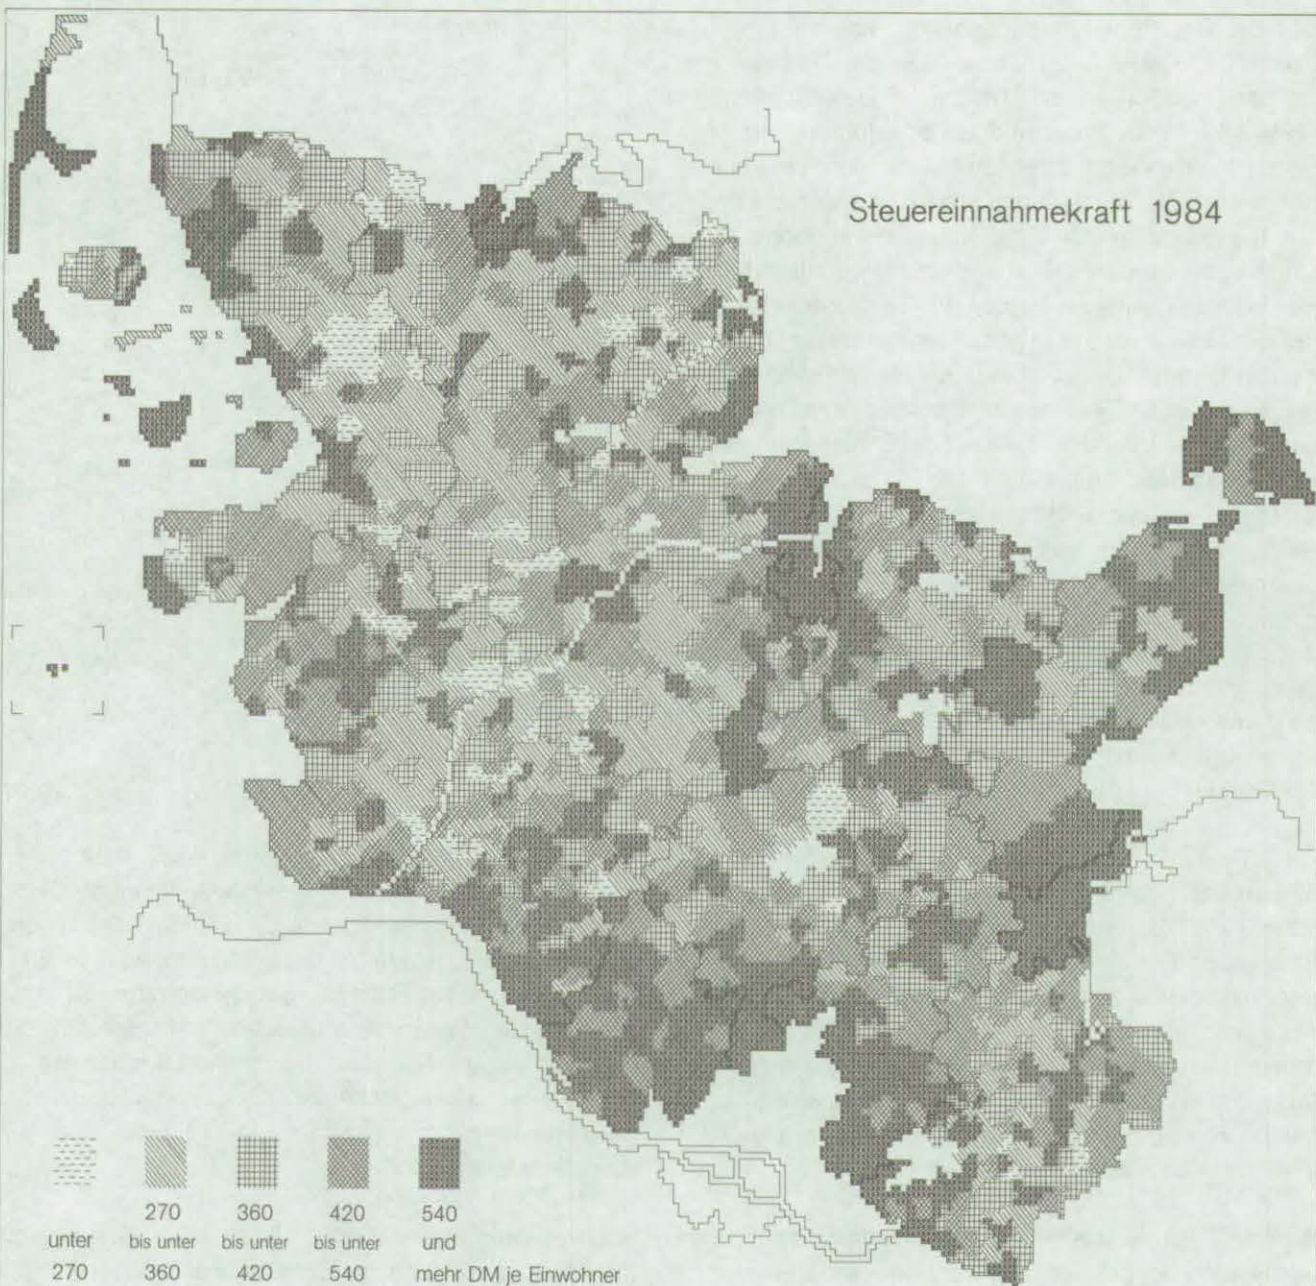 Steuereinnahmekraft 1984
270 360 420 540
unter bis unter bis unter bis unter und
270 360 420 540 mehr DM je Einwohner